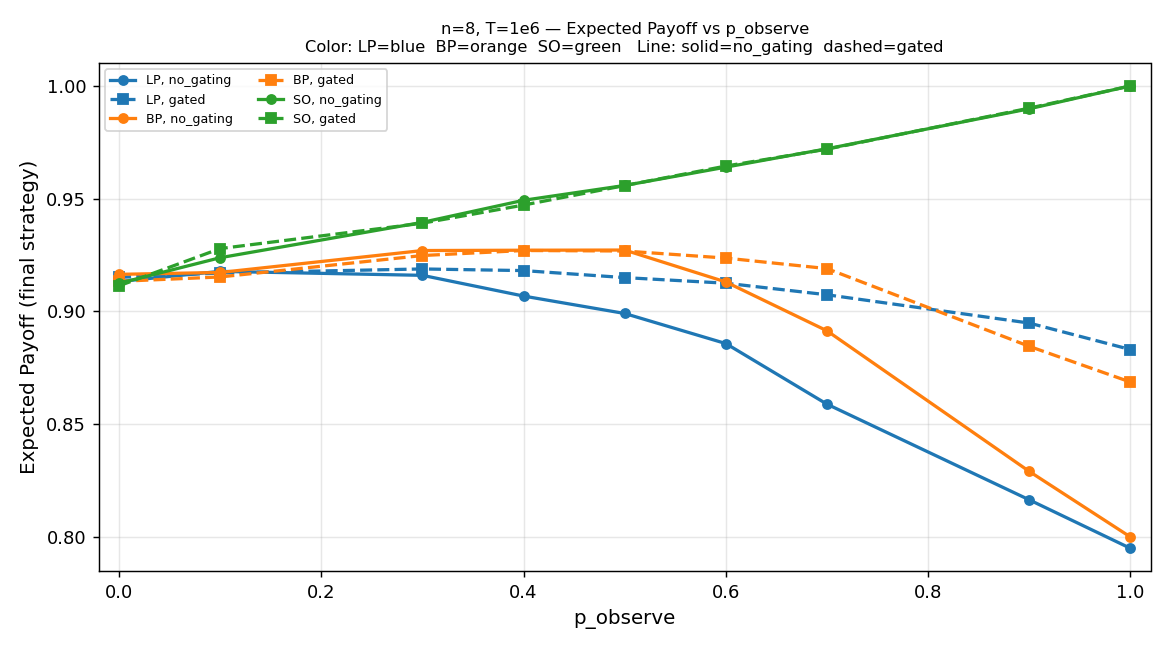 n=8, T=1e6 — Expected Payoff vs p_observe
Color: LP=blue  BP=orange  SO=green   Line: solid=no_gating  dashed=gated
LP, no_gating
LP, gated
BP, no_gating
BP, gated
SO, no_gating
SO, gated
Expected Payoff (final strategy)
1.00
0.95
0.90
0.85
0.80
0.0
0.2
0.4
0.6
0.8
1.0
p_observe